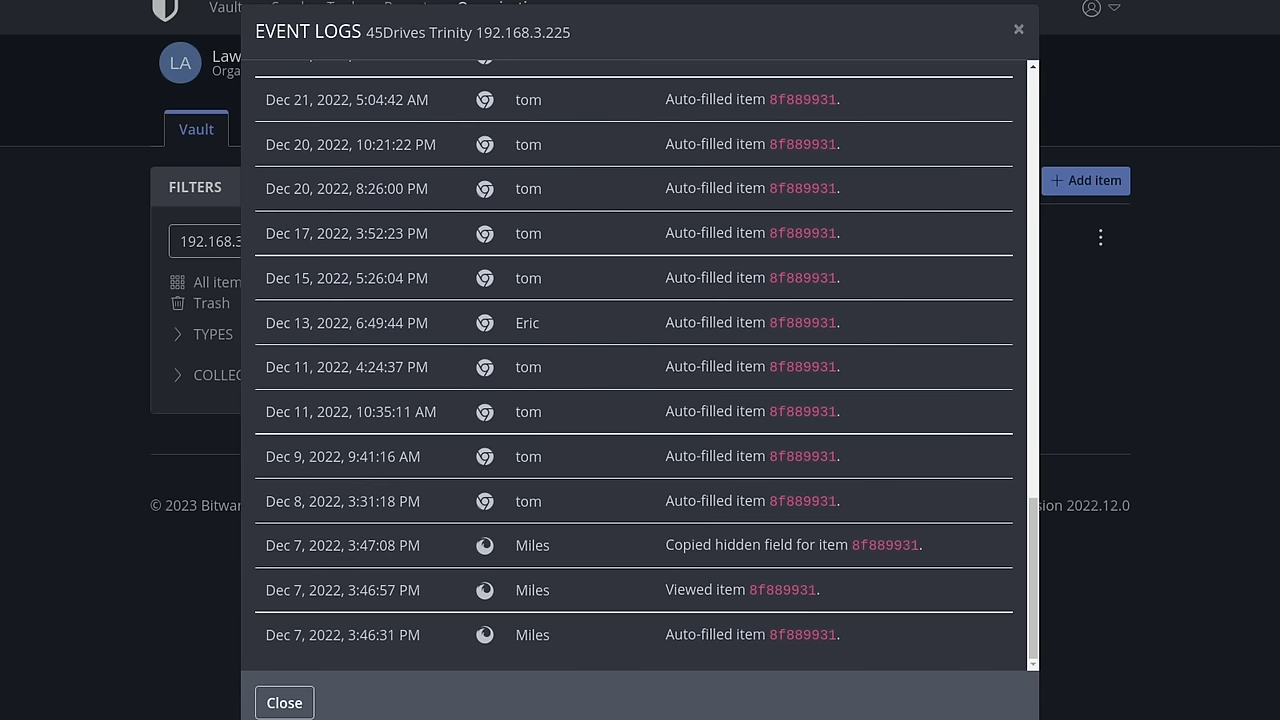 Vault
EVENT LOGS 45Drives Trinity 192.168.3.225
×
LA
Law
Orga
Vault
FILTERS
192.168.3
All item
Trash
TYPES
COLLEC
Add item
Dec 21, 2022, 5:04:42 AM tom Auto-filled item 8f889931.
Dec 20, 2022, 10:21:22 PM tom Auto-filled item 8f889931.
Dec 20, 2022, 8:26:00 PM tom Auto-filled item 8f889931.
Dec 17, 2022, 3:52:23 PM tom Auto-filled item 8f889931.
Dec 15, 2022, 5:26:04 PM tom Auto-filled item 8f889931.
Dec 13, 2022, 6:49:44 PM Eric Auto-filled item 8f889931.
Dec 11, 2022, 4:24:37 PM tom Auto-filled item 8f889931.
Dec 11, 2022, 10:35:11 AM tom Auto-filled item 8f889931.
Dec 9, 2022, 9:41:16 AM tom Auto-filled item 8f889931.
Dec 8, 2022, 3:31:18 PM tom Auto-filled item 8f889931.
Dec 7, 2022, 3:47:08 PM Miles Copied hidden field for item 8f889931.
Dec 7, 2022, 3:46:57 PM Miles Viewed item 8f889931.
Dec 7, 2022, 3:46:31 PM Miles Auto-filled item 8f889931.
© 2023 Bitwar
sion 2022.12.0
Close